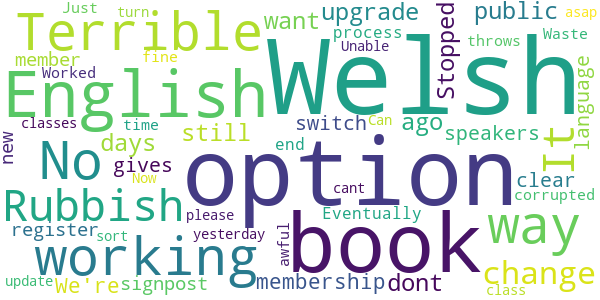 Just turn
Terrible
want
upgrade
public
asap
member
fine
process
Unable
Stopped
throws
Waste
Worked
English
Welsh
It
language
new
classes
time
days
still
switch
ago
Can
speakers
No
gives
option
end
clear
Rubbish
Now
cant
way
corrupted
register
please
Eventually
sort
yesterday
awful
book
working
update
We're
signpost
membership
dont
change
class